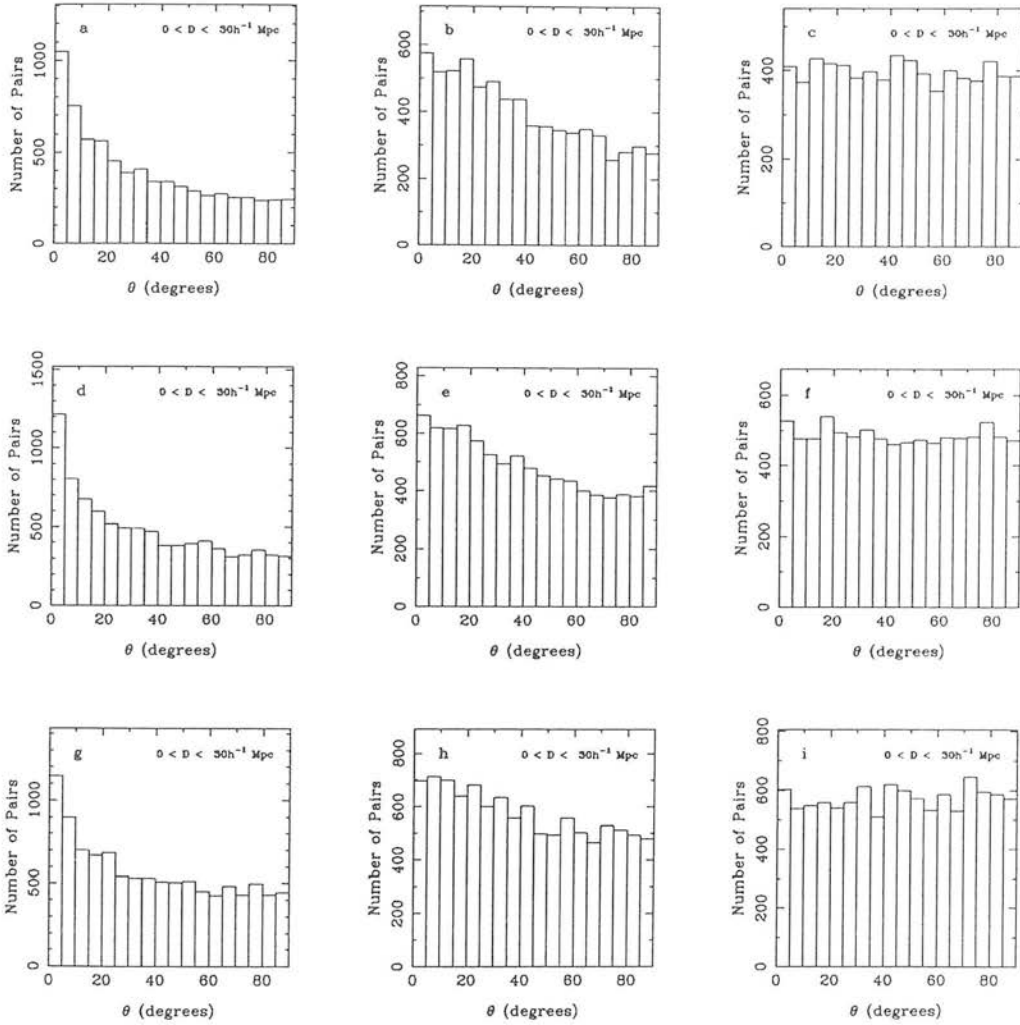 a
0 < D < 30h⁻¹ Mpc
Number of Pairs
0 500 1000
0 20 40 60 80
θ (degrees)
b
0 < D < 30h⁻¹ Mpc
Number of Pairs
0 200 400 600
0 20 40 60 80
θ (degrees)
c
0 < D < 30h⁻¹ Mpc
Number of Pairs
0 200 400
0 20 40 60 80
θ (degrees)
d
0 < D < 30h⁻¹ Mpc
Number of Pairs
0 500 1000 1500
0 20 40 60 80
θ (degrees)
e
0 < D < 30h⁻¹ Mpc
Number of Pairs
0 200 400 600 800
0 20 40 60 80
θ (degrees)
f
0 < D < 30h⁻¹ Mpc
Number of Pairs
0 200 400 600
0 20 40 60 80
θ (degrees)
g
0 < D < 30h⁻¹ Mpc
Number of Pairs
0 500 1000
0 20 40 60 80
θ (degrees)
h
0 < D < 30h⁻¹ Mpc
Number of Pairs
0 200 400 600 800
0 20 40 60 80
θ (degrees)
i
0 < D < 30h⁻¹ Mpc
Number of Pairs
0 200 400 600 800
0 20 40 60 80
θ (degrees)